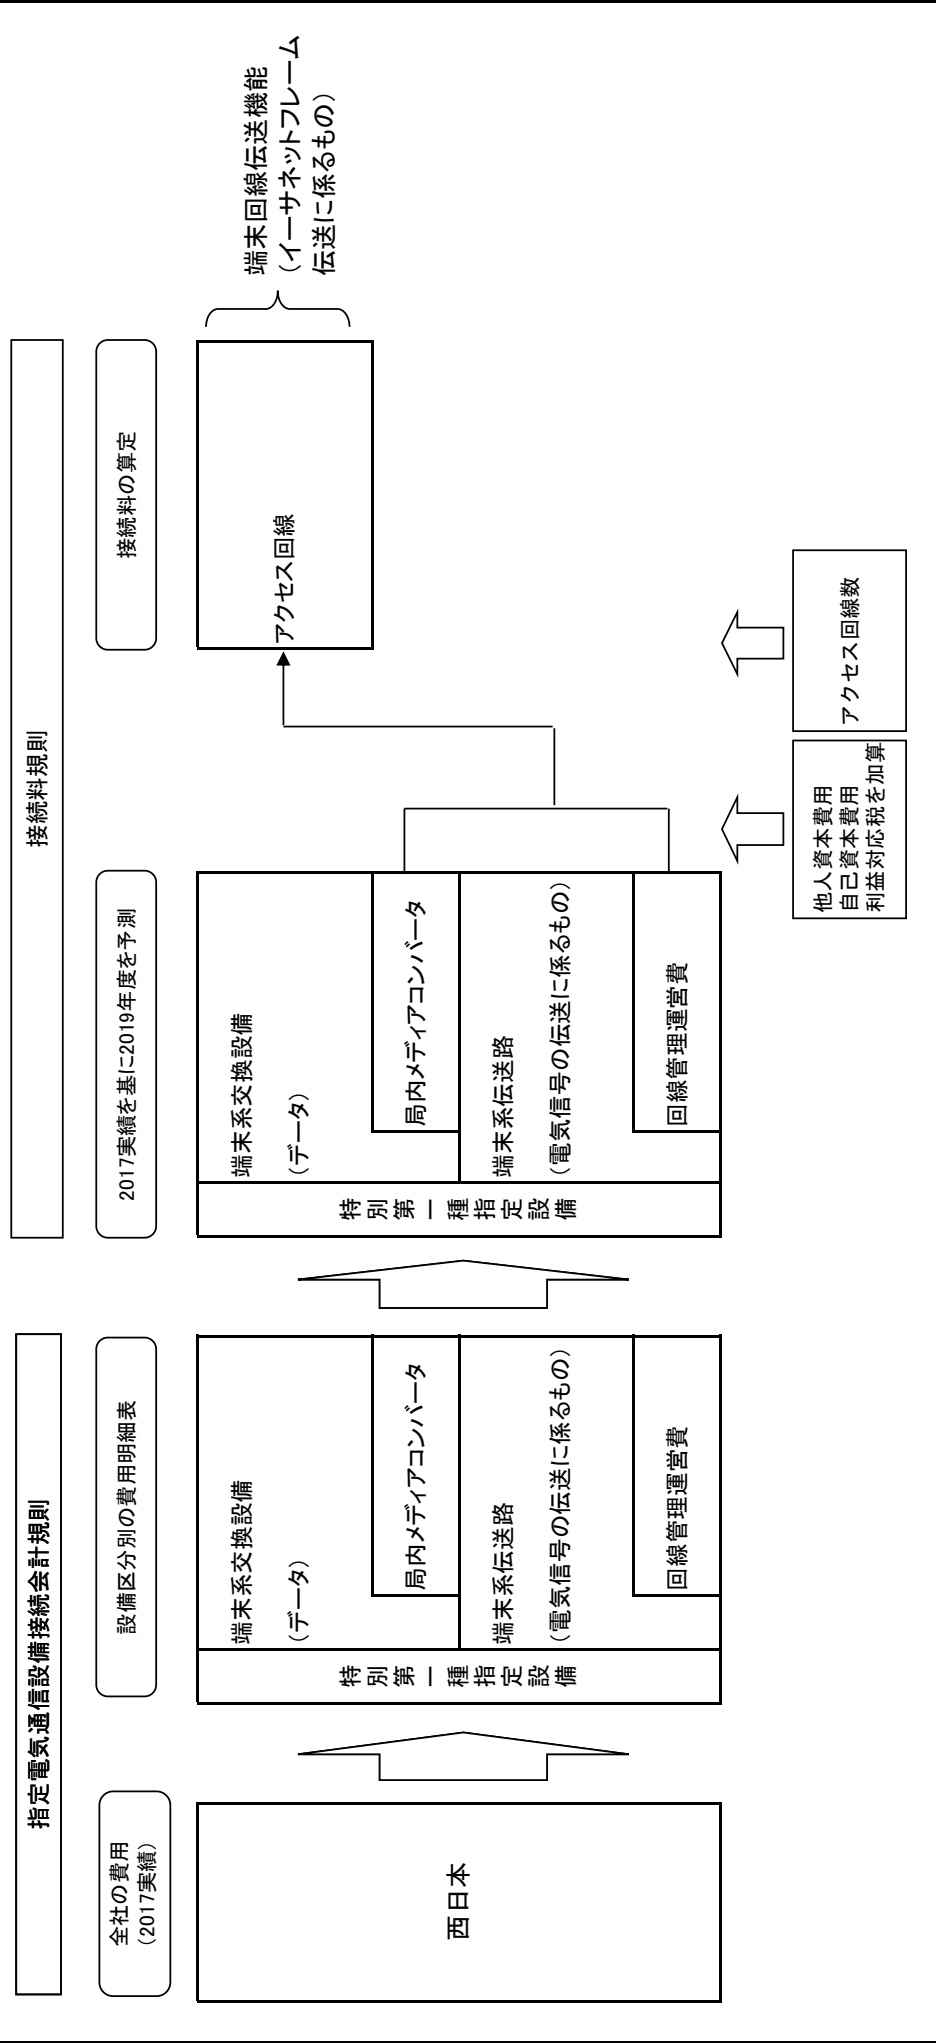 指定電気通信設備接続会計規則
接続料規則
全社の費用
(2017実績)
設備区分別の費用明細表
2017実績を基に2019年度を予測
接続料の算定
西日本
特別第一種指定設備
端末系交換設備
(データ)
局内メディアコンバータ
端末系伝送路
(電気信号の伝送に係るもの)
回線管理運営費
特別第一種指定設備
端末系交換設備
(データ)
局内メディアコンバータ
端末系伝送路
(電気信号の伝送に係るもの)
回線管理運営費
アクセス回線
端末回線伝送機能
(イーサネットフレーム
伝送に係るもの)
他人資本費用
自己資本費用
利益対応税を加算
アクセス回線数